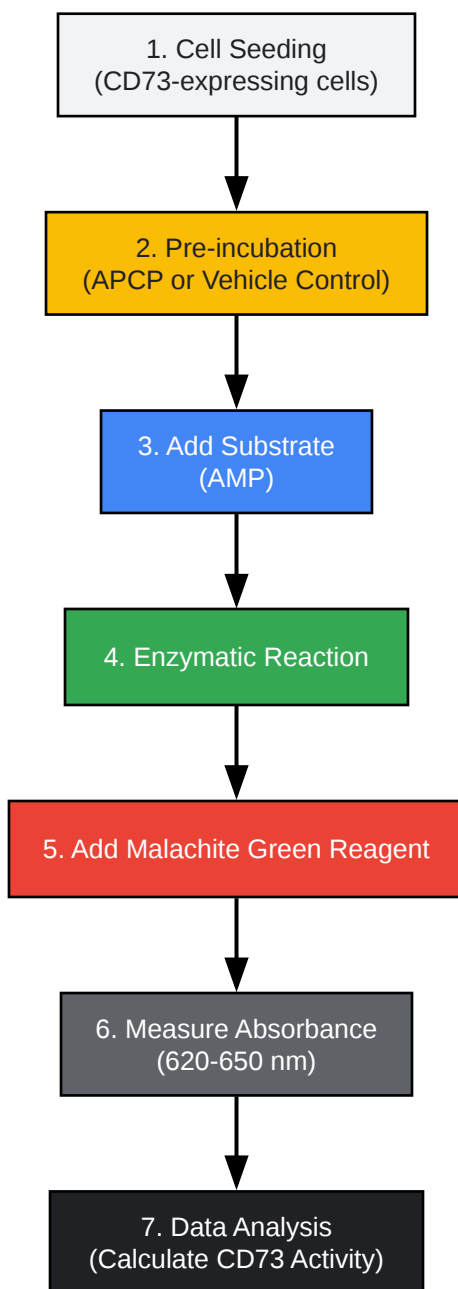 1. Cell Seeding
(CD73-expressing cells)
2. Pre-incubation
(APCP or Vehicle Control)
3. Add Substrate
(AMP)
4. Enzymatic Reaction
5. Add Malachite Green Reagent
6. Measure Absorbance
(620-650 nm)
7. Data Analysis
(Calculate CD73 Activity)